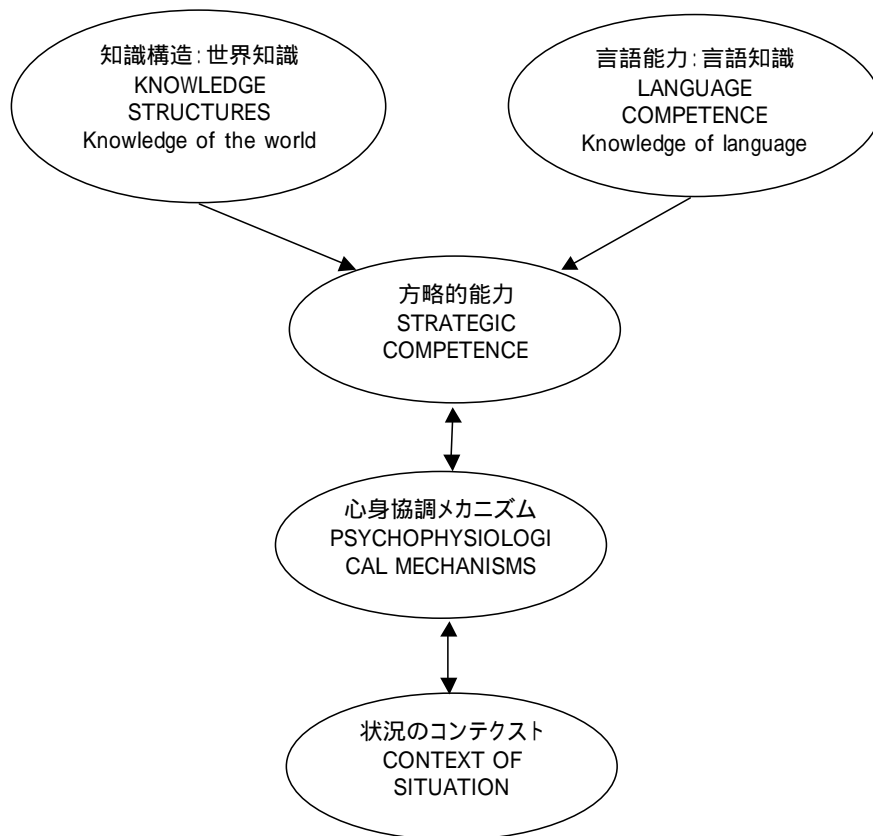 知識構造：世界知識
KNOWLEDGE
STRUCTURES
Knowledge of the world
言語能力：言語知識
LANGUAGE
COMPETENCE
Knowledge of language
方略的能力
STRATEGIC
COMPETENCE
心身協調メカニズム
PSYCHOPHYSIOLOGI
CAL MECHANISMS
状況のコンテクスト
CONTEXT OF
SITUATION